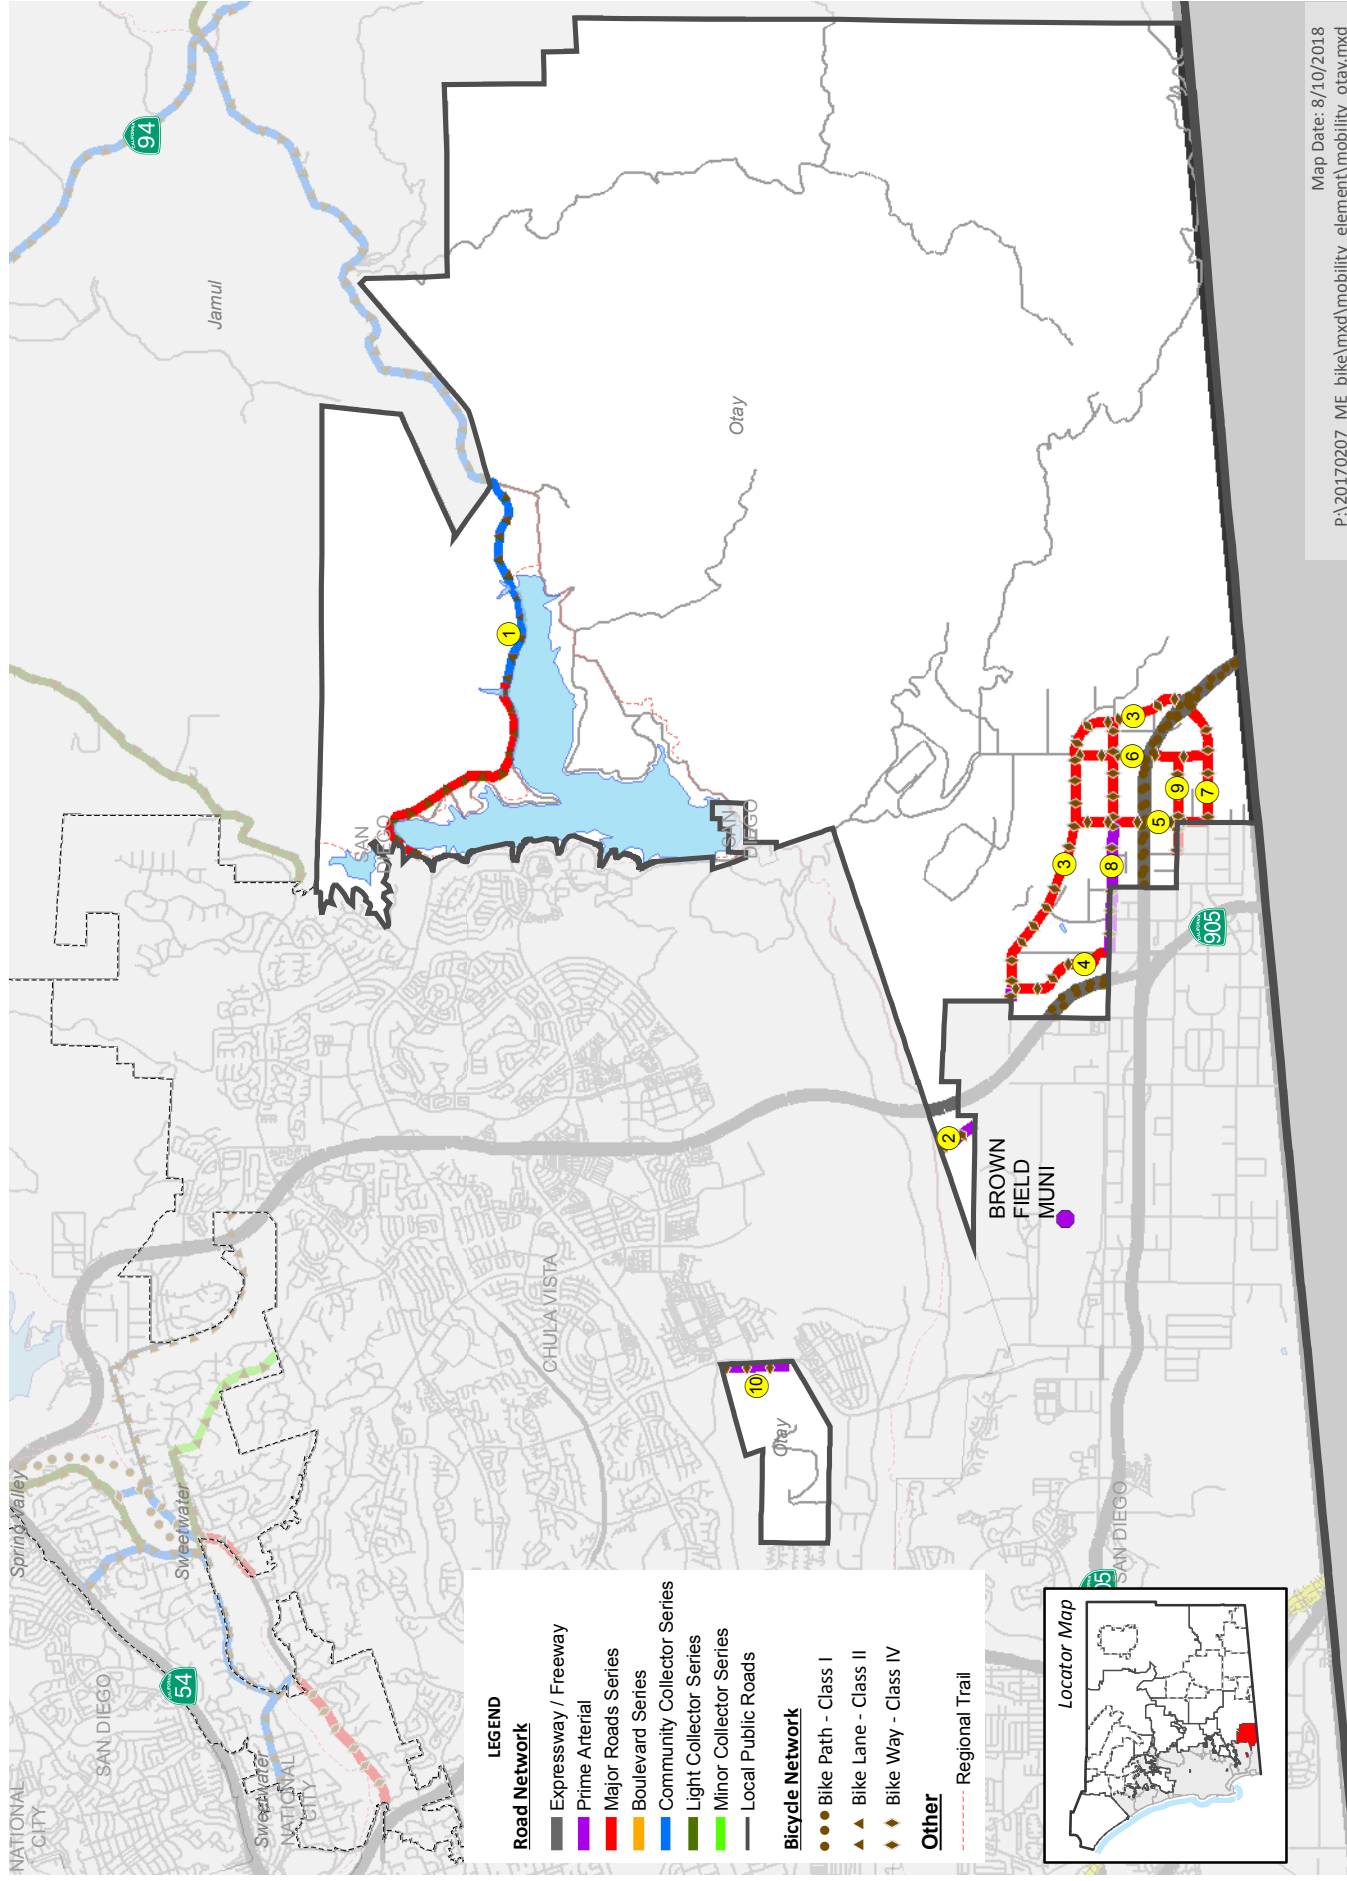 Spring Valley
NATIONAL
CITY
SAN DIEGO
CALIFORNIA
54
Sweetwater
Sweetwater
NATIONAL
CITY
CALIFORNIA
94
Jamul
SAN
DIEGO
1
Otay
SAN
DIEGO
CHULA VISTA
10
Otay
2
BROWN
FIELD
MUNI
3
3
4
5
6
7
8
9
CALIFORNIA
905
05
SAN DIEGO
LEGEND
Road Network
Expressway / Freeway
Prime Arterial
Major Roads Series
Boulevard Series
Community Collector Series
Light Collector Series
Minor Collector Series
Local Public Roads
Bicycle Network
Bike Path - Class I
Bike Lane - Class II
Bike Way - Class IV
Other
Regional Trail
Locator Map
Map Date: 8/10/2018
P:\20170207_ME_bike\mxd\mobility_element\mobility_otay.mxd